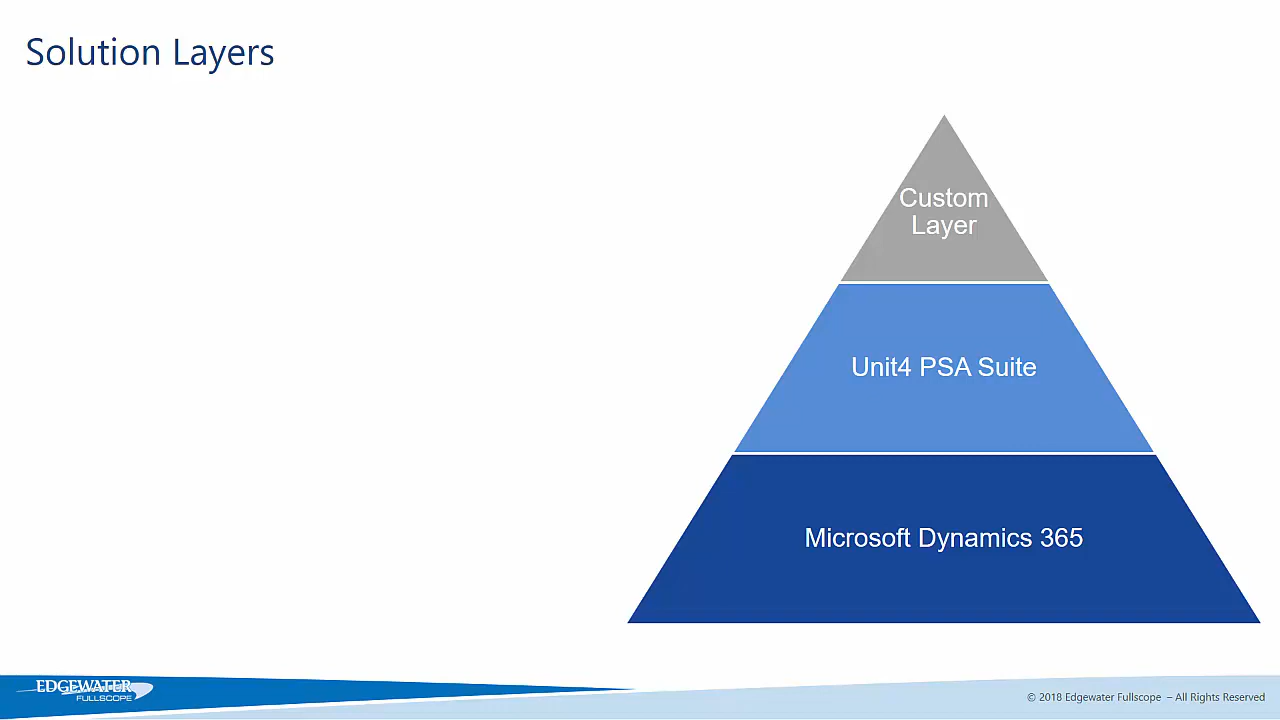 Solution Layers
Custom
Layer
Unit4 PSA Suite
Microsoft Dynamics 365
EDGEWATER
FULLSCOPE
© 2018 Edgewater Fullscope – All Rights Reserved